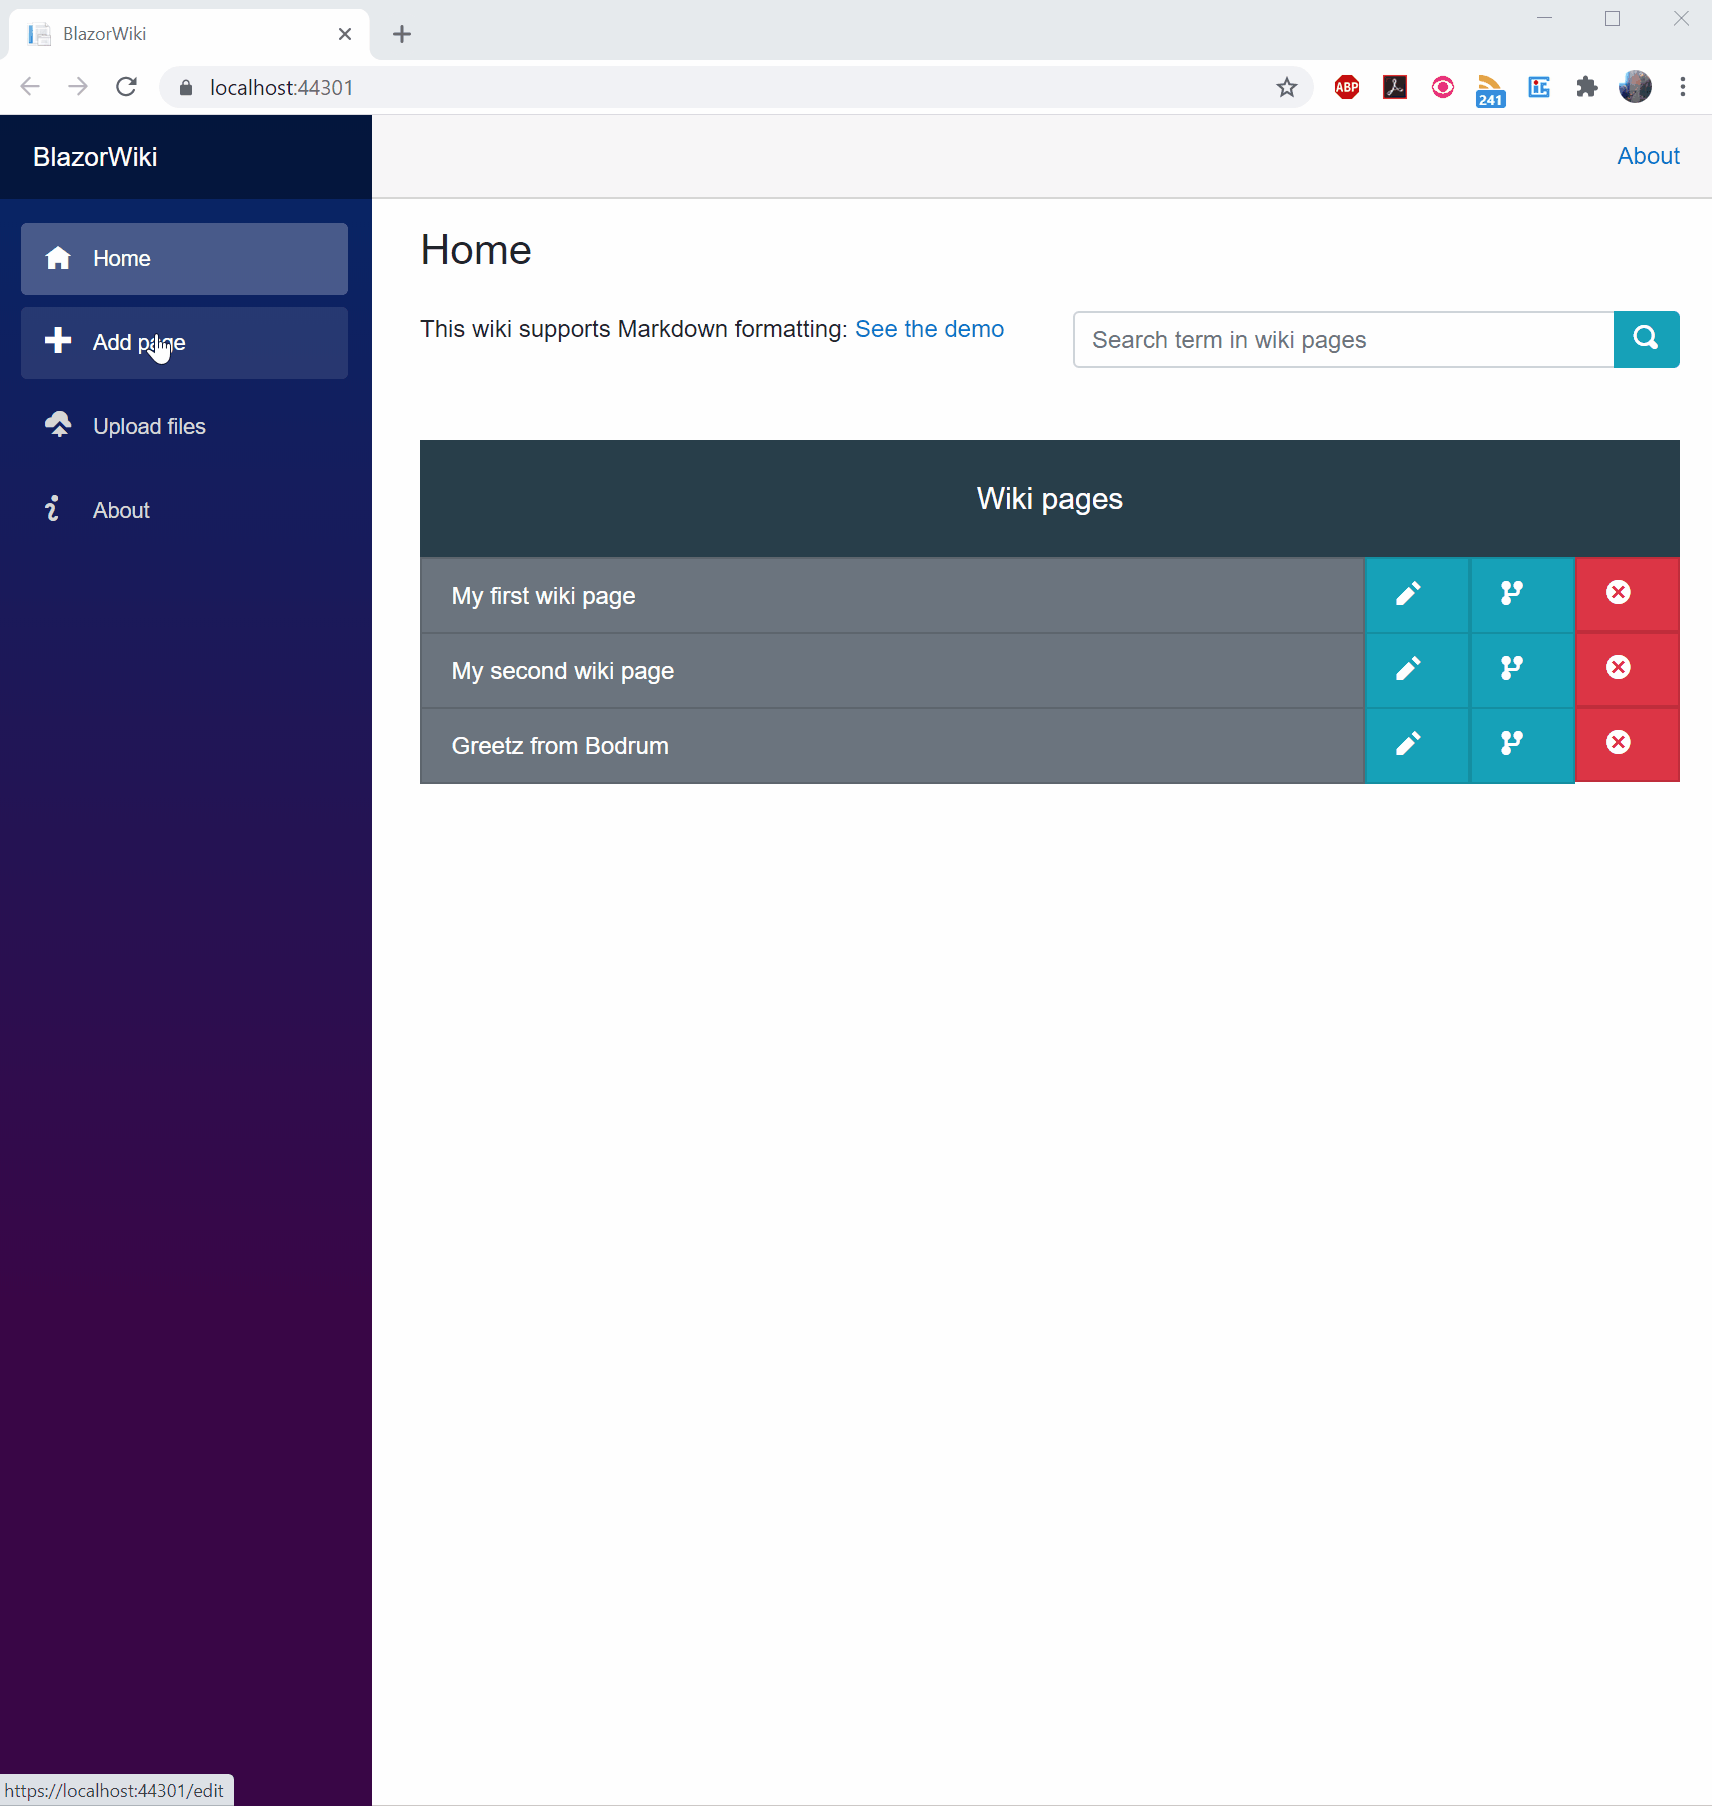 BlazorWiki
localhost:44301
ABP
241
BlazorWiki
About
Home
Add page
Upload files
About
Home
This wiki supports Markdown formatting: See the demo
Search term in wiki pages
Wiki pages
My first wiki page
My second wiki page
Greetz from Bodrum
https://localhost:44301/edit